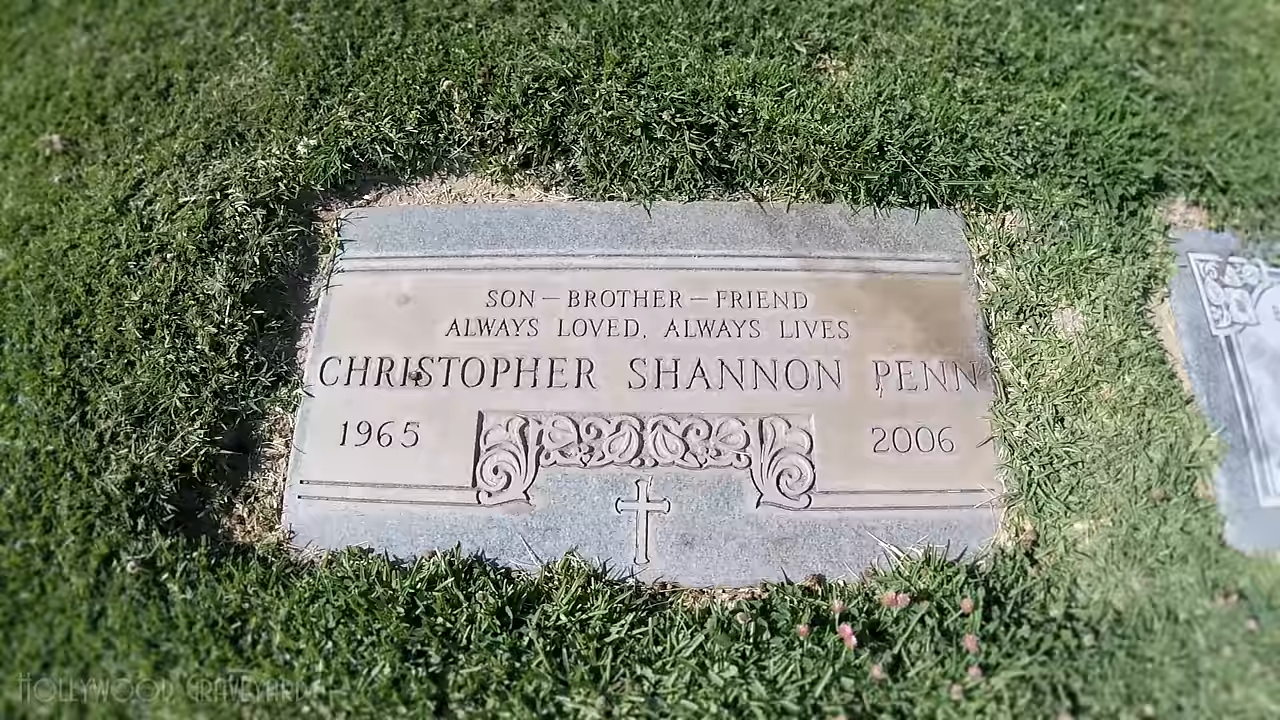 SON – BROTHER – FRIEND
ALWAYS LOVED, ALWAYS LIVES
CHRISTOPHER SHANNON PENN
1965 2006
HOLLYWOOD GRAVEYARD